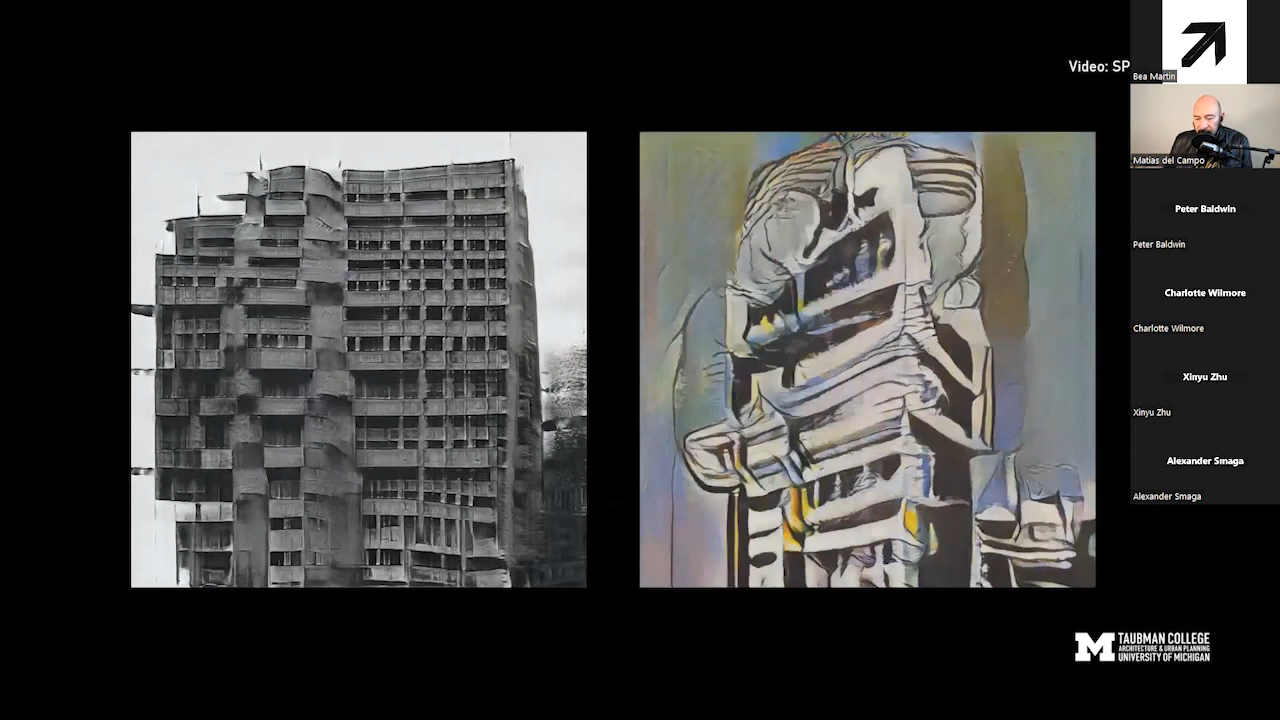 Video: SP
Bea Martin
Matias del Campo
Peter Baldwin
Peter Baldwin
Charlotte Wilmore
Charlotte Wilmore
Xinyu Zhu
Xinyu Zhu
Alexander Smaga
Alexander Smaga
M TAUBMAN COLLEGE
ARCHITECTURE & URBAN PLANNING
UNIVERSITY OF MICHIGAN